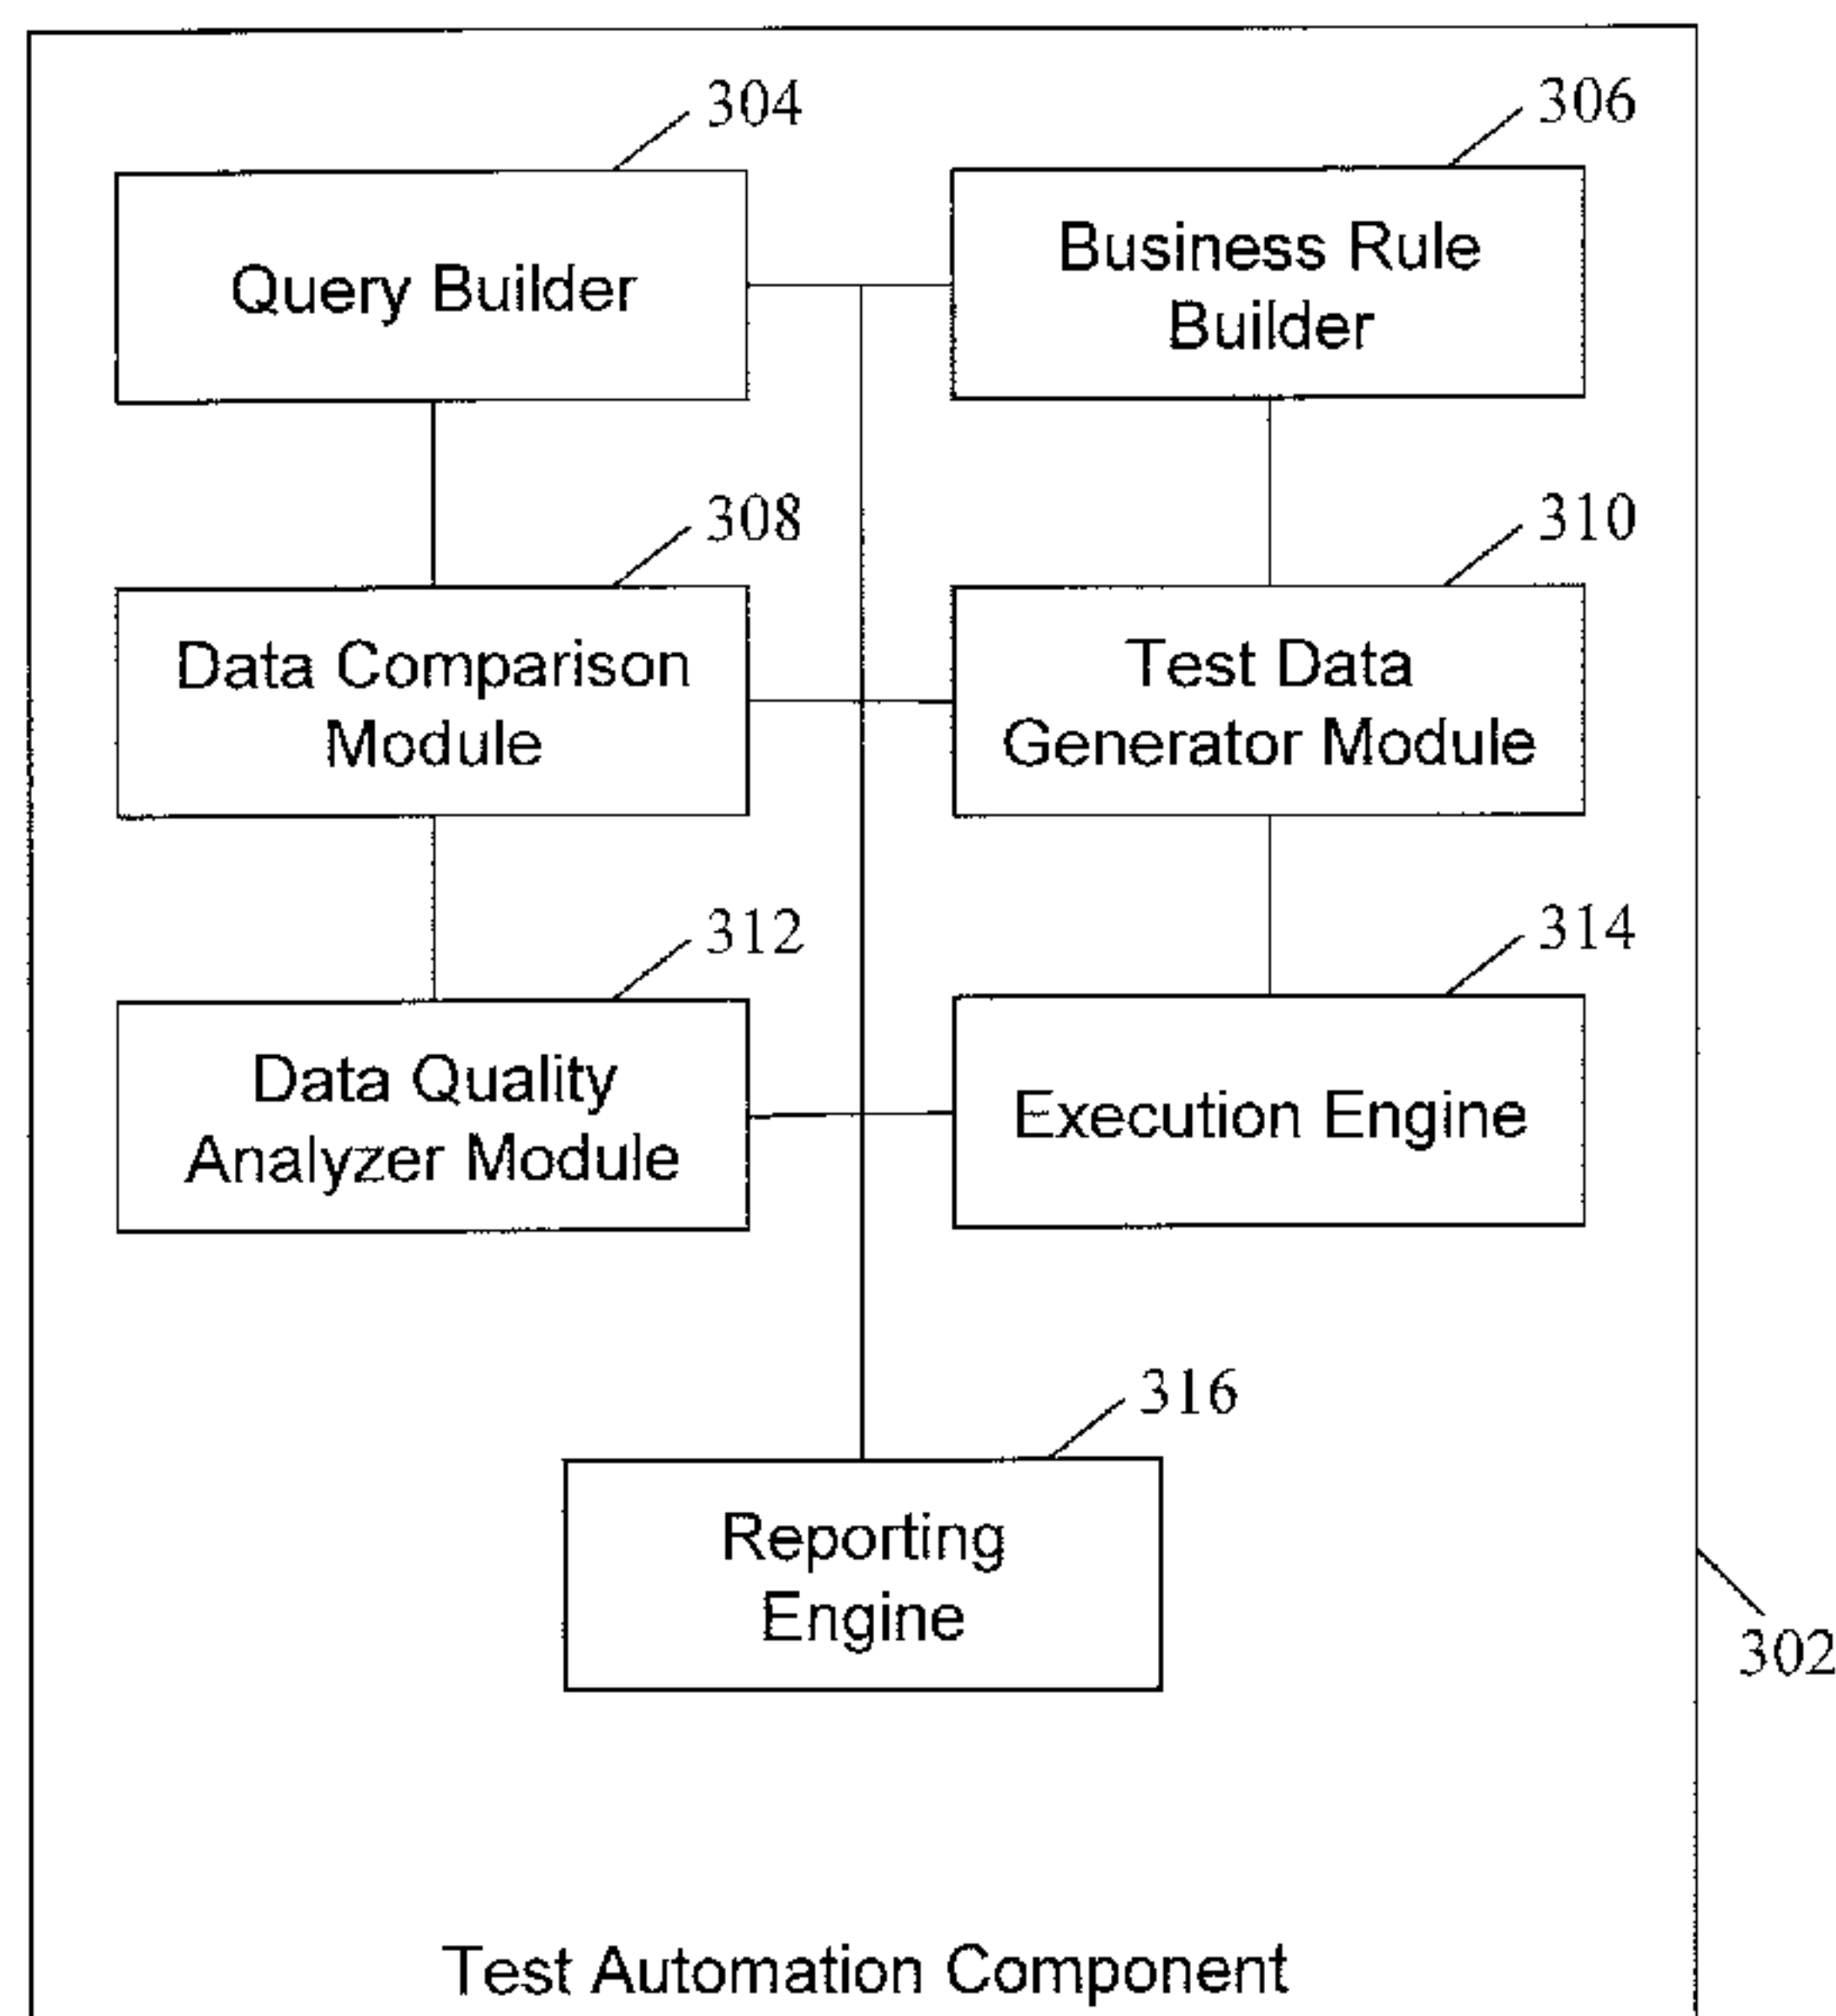 304
306
Query Builder
Business Rule
Builder
308
310
Data Comparison
Module
Test Data
Generator Module
312
314
Data Quality
Analyzer Module
Execution Engine
316
Reporting
Engine
302
Test Automation Component